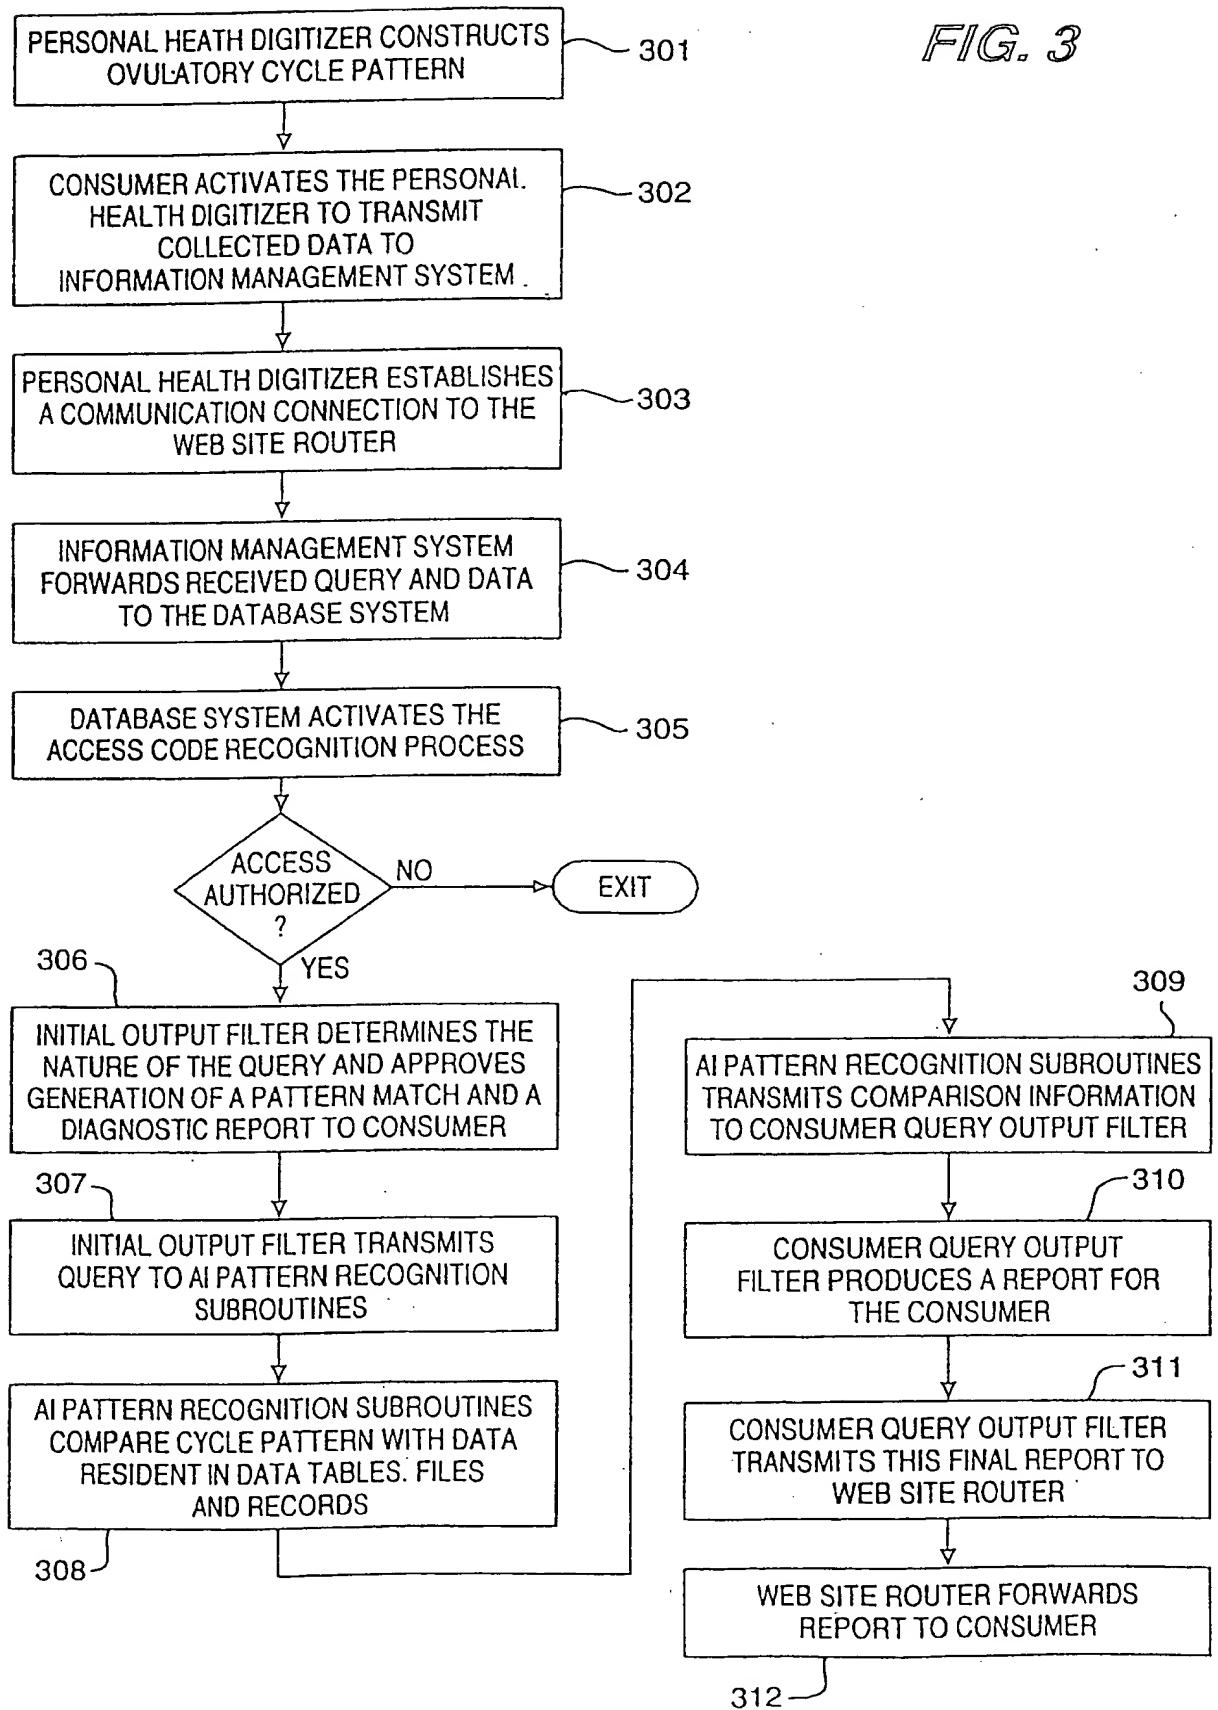 FIG. 3
PERSONAL HEATH DIGITIZER CONSTRUCTS
OVULATORY CYCLE PATTERN
301
CONSUMER ACTIVATES THE PERSONAL
HEALTH DIGITIZER TO TRANSMIT
COLLECTED DATA TO
INFORMATION MANAGEMENT SYSTEM.
302
PERSONAL HEALTH DIGITIZER ESTABLISHES
A COMMUNICATION CONNECTION TO THE
WEB SITE ROUTER
303
INFORMATION MANAGEMENT SYSTEM
FORWARDS RECEIVED QUERY AND DATA
TO THE DATABASE SYSTEM
304
DATABASE SYSTEM ACTIVATES THE
ACCESS CODE RECOGNITION PROCESS
305
ACCESS
AUTHORIZED
?
NO
EXIT
YES
306
INITIAL OUTPUT FILTER DETERMINES THE
NATURE OF THE QUERY AND APPROVES
GENERATION OF A PATTERN MATCH AND A
DIAGNOSTIC REPORT TO CONSUMER
307
INITIAL OUTPUT FILTER TRANSMITS
QUERY TO AI PATTERN RECOGNITION
SUBROUTINES
AI PATTERN RECOGNITION SUBROUTINES
COMPARE CYCLE PATTERN WITH DATA
RESIDENT IN DATA TABLES. FILES
AND RECORDS
308
309
AI PATTERN RECOGNITION SUBROUTINES
TRANSMITS COMPARISON INFORMATION
TO CONSUMER QUERY OUTPUT FILTER
310
CONSUMER QUERY OUTPUT
FILTER PRODUCES A REPORT FOR
THE CONSUMER
311
CONSUMER QUERY OUTPUT FILTER
TRANSMITS THIS FINAL REPORT TO
WEB SITE ROUTER
WEB SITE ROUTER FORWARDS
REPORT TO CONSUMER
312